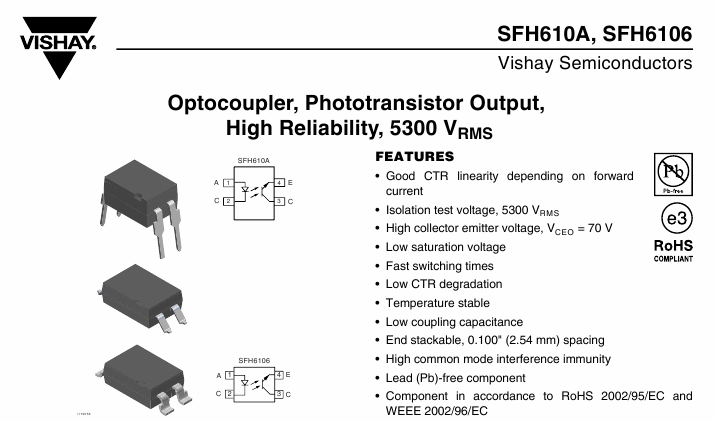 VISHAY.
SFH610A, SFH6106
Vishay Semiconductors
Optocoupler, Phototransistor Output,
High Reliability, 5300 VRMS
SFH610A
A 1 4 E
C 2 3 C
SFH6106
A 1 4 E
C 2 3 C
FEATURES
• Good CTR linearity depending on forward
current
• Isolation test voltage, 5300 VRMS
• High collector emitter voltage, VCEO = 70 V
• Low saturation voltage
• Fast switching times
• Low CTR degradation
• Temperature stable
• Low coupling capacitance
• End stackable, 0.100" (2.54 mm) spacing
• High common mode interference immunity
• Lead (Pb)-free component
• Component in accordance to RoHS 2002/95/EC and
WEEE 2002/96/EC
Pb
Pb-free
e3
RoHS
COMPLIANT